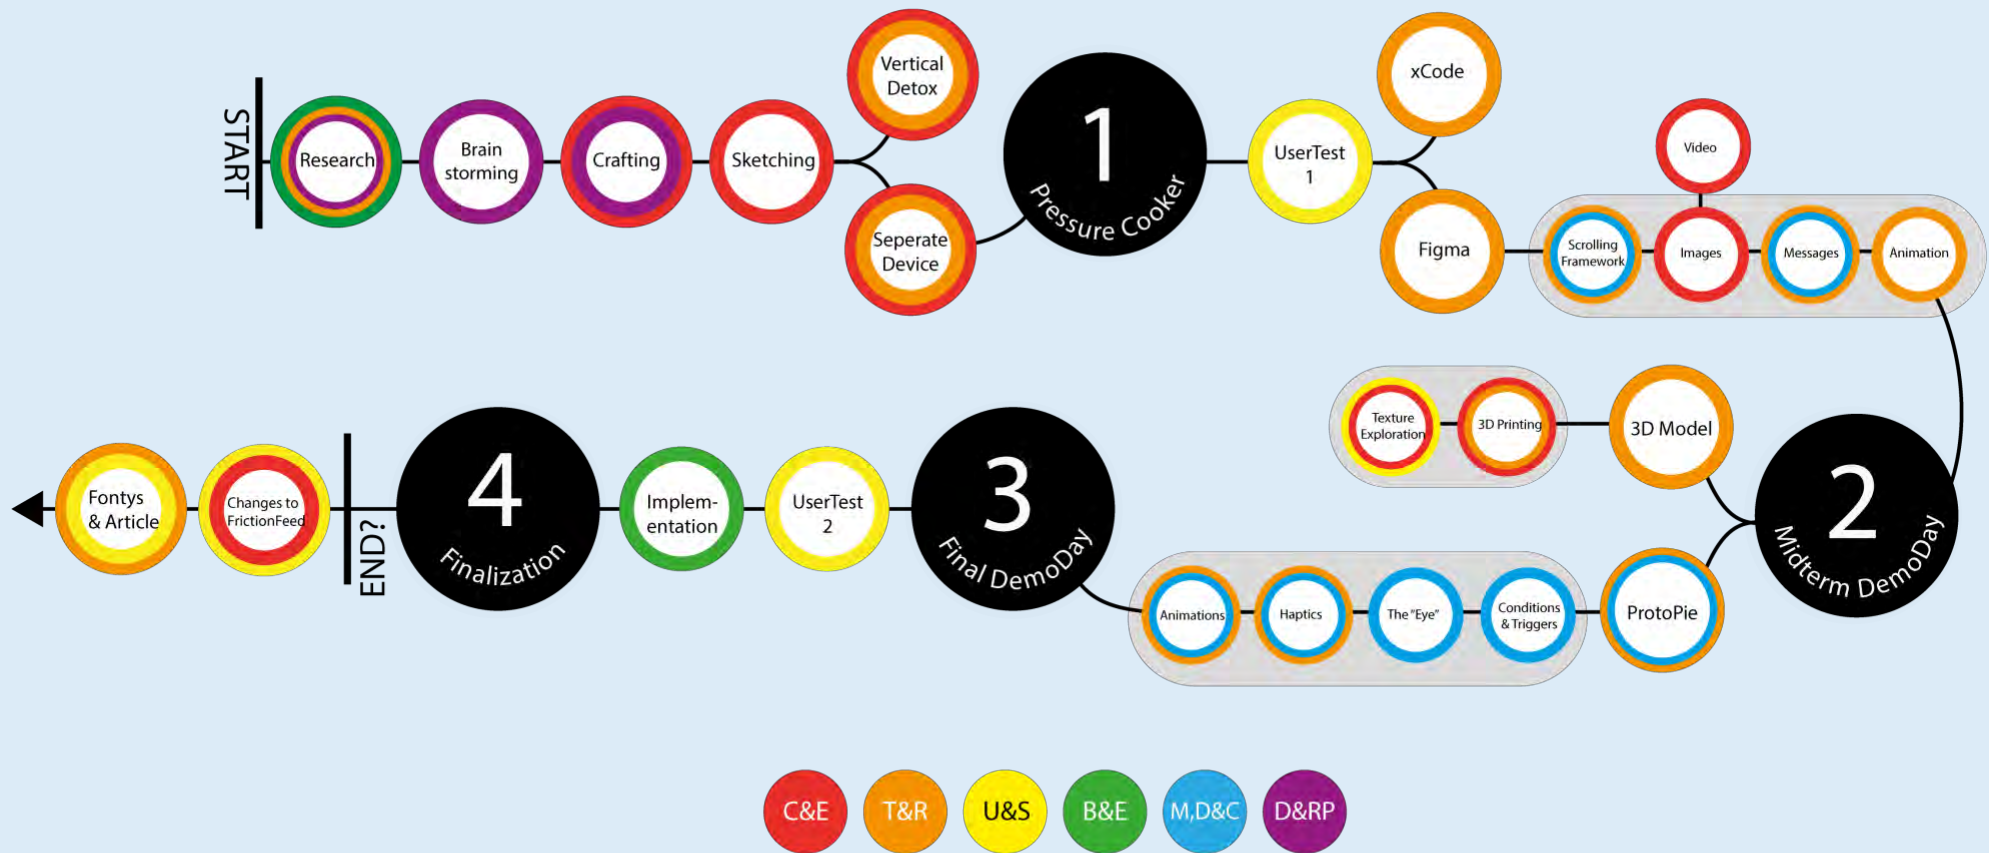 START
Research
Brain
storming
Crafting
Sketching
Vertical
Detox
Seperate
Device
1
Pressure Cooker
UserTest
1
xCode
Figma
Video
Scrolling
Framework
Images
Messages
Animation
2
Midterm DemoDay
3D Model
3D Printing
Texture
Exploration
ProtoPie
Conditions
& Triggers
The "Eye"
Haptics
Animations
3
Final DemoDay
UserTest
2
Implem-
entation
4
Finalization
END?
Changes to
FrictionFeed
Fontys
& Article
C&E
T&R
U&S
B&E
M,D&C
D&RP